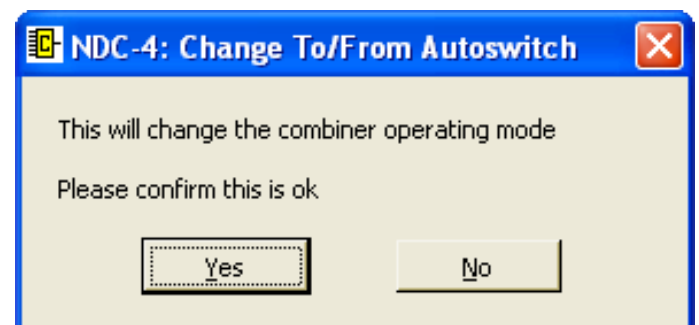 NDC-4: Change To/From Autoswitch
This will change the combiner operating mode
Please confirm this is ok
Yes No